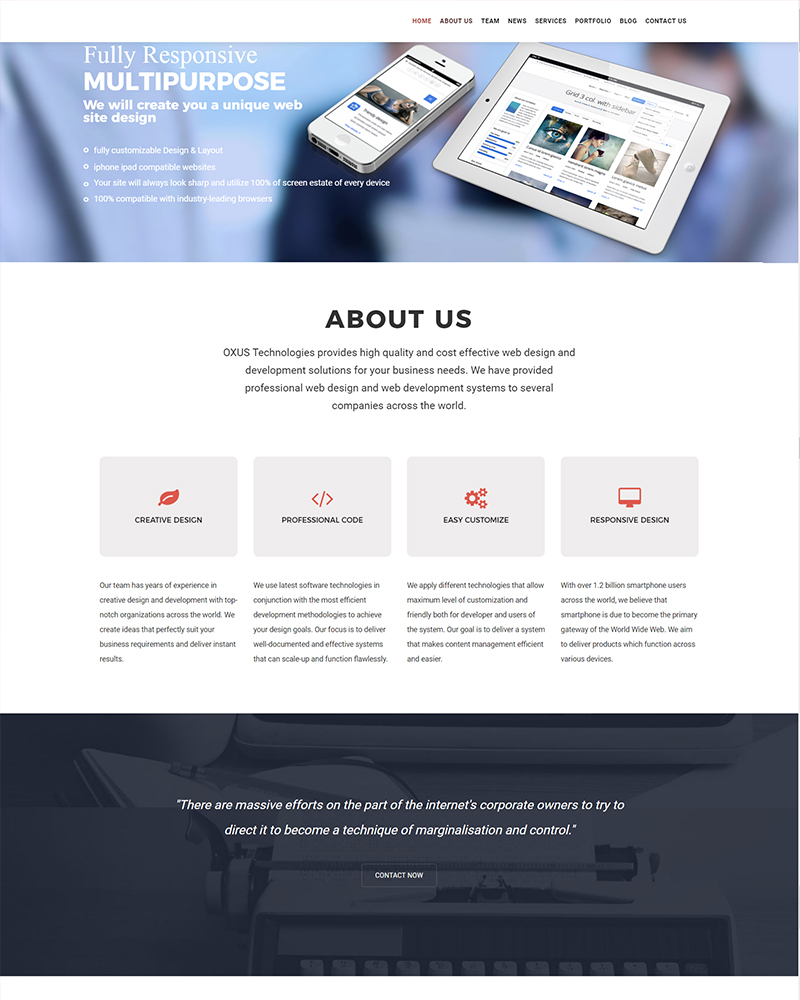 HOME ABOUT US TEAM NEWS SERVICES PORTFOLIO BLOG CONTACT US
Fully Responsive
MULTIPURPOSE
We will create you a unique web
site design
fully customizable Design & Layout
iphone ipad compatible websites
Your site will always look sharp and utilize 100% of screen estate of every device
100% compatible with industry-leading browsers
Trendy design
Grid 3 col. with sidebar
ABOUT US
OXUS Technologies provides high quality and cost effective web design and
development solutions for your business needs. We have provided
professional web design and web development systems to several
companies across the world.
CREATIVE DESIGN
PROFESSIONAL CODE
EASY CUSTOMIZE
RESPONSIVE DESIGN
Our team has years of experience in
creative design and development with top-
notch organizations across the world. We
create ideas that perfectly suit your
business requirements and deliver instant
results.
We use latest software technologies in
conjunction with the most efficient
development methodologies to achieve
your design goals. Our focus is to deliver
well-documented and effective systems
that can scale-up and function flawlessly.
We apply different technologies that allow
maximum level of customization and
friendly both for developer and users of
the system. Our goal is to deliver a system
that makes content management efficient
and easier.
With over 1.2 billion smartphone users
across the world, we believe that
smartphone is due to become the primary
gateway of the World Wide Web. We aim
to deliver products which function across
various devices.
"There are massive efforts on the part of the internet's corporate owners to try to
direct it to become a technique of marginalisation and control."
CONTACT NOW